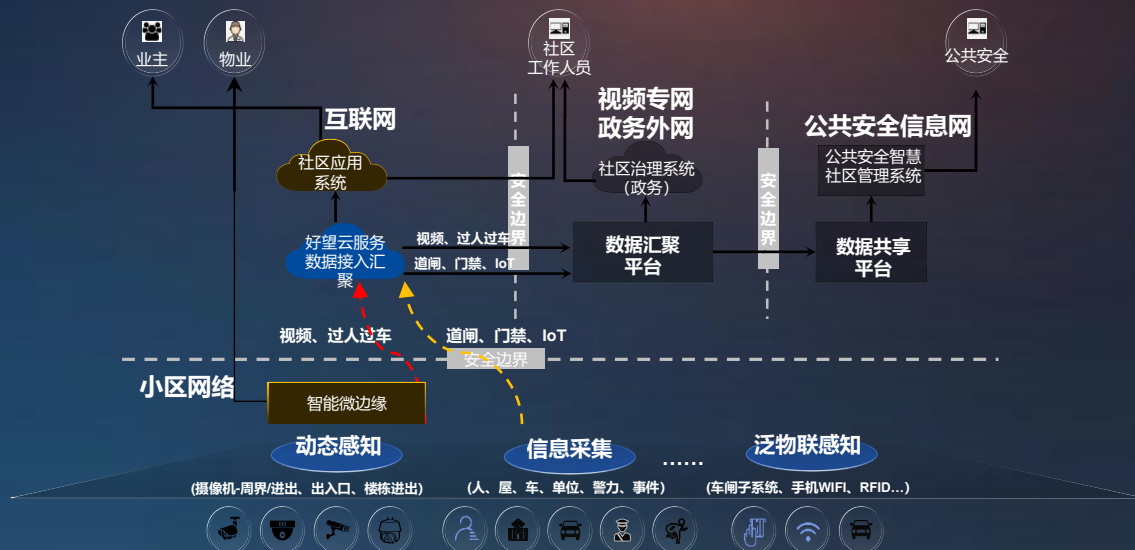 业主
物业
社区
工作人员
公共安全
互联网
视频专网
政务外网
公共安全信息网
社区应用
系统
安全边界
社区治理系统
（政务）
安全边界
公共安全智慧
社区管理系统
好望云服务
数据接入汇
聚
视频、过人过车
道闸、门禁、IoT
数据汇聚
平台
数据共享
平台
视频、过人过车
道闸、门禁、IoT
安全边界
小区网络
智能微边缘
动态感知
信息采集
……
泛物联感知
(摄像机-周界/进出、出入口、楼栋进出)
(人、屋、车、单位、警力、事件)
(车闸子系统、手机WIFI、RFID…)